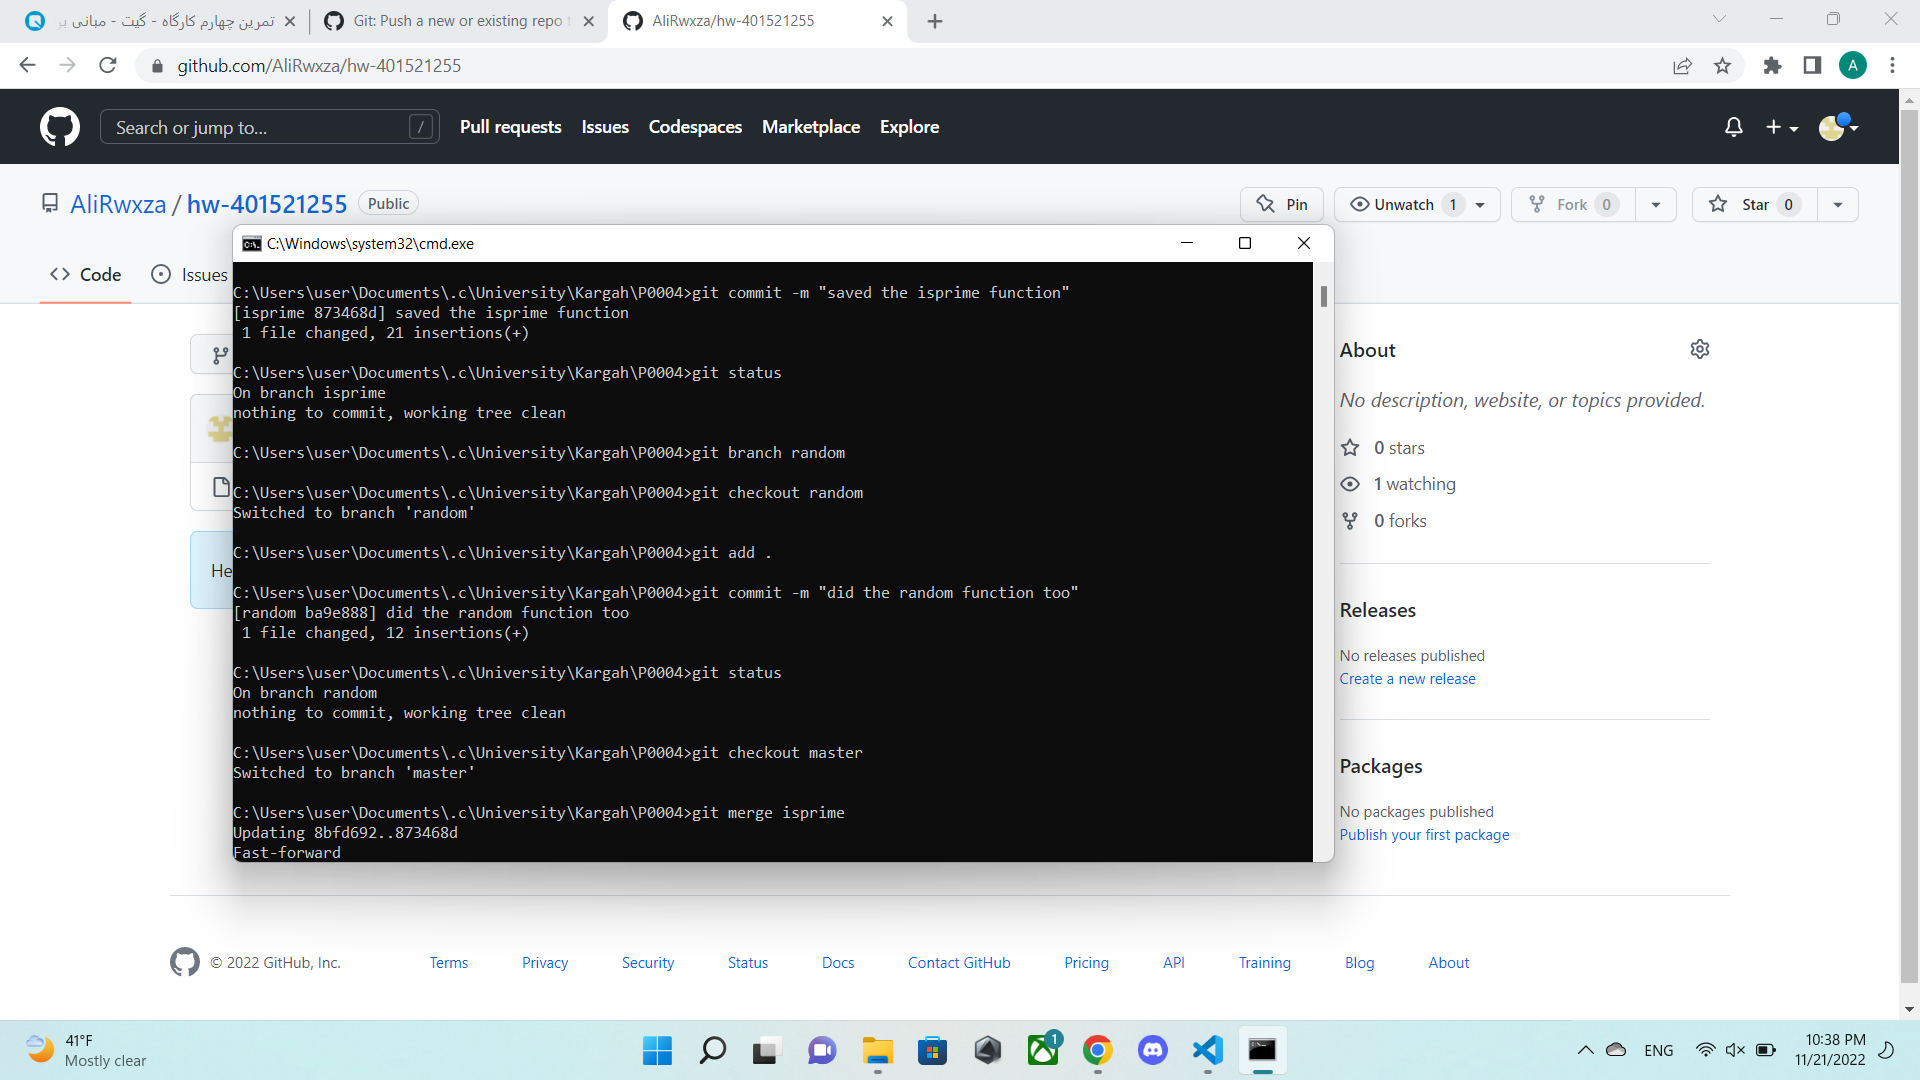 تمرین چهارم کارگاه - گیت - مبانی بر
Git: Push a new or existing repo t
AliRwxza/hw-401521255
github.com/AliRwxza/hw-401521255
A
Search or jump to... /
Pull requests Issues Codespaces Marketplace Explore
AliRwxza / hw-401521255 Public
Pin Unwatch 1 Fork 0 Star 0
C:\Windows\system32\cmd.exe
Code Issues
C:\Users\user\Documents\.c\University\Kargah\P0004>git commit -m "saved the isprime function"
[isprime 873468d] saved the isprime function
1 file changed, 21 insertions(+)
C:\Users\user\Documents\.c\University\Kargah\P0004>git status
On branch isprime
nothing to commit, working tree clean
C:\Users\user\Documents\.c\University\Kargah\P0004>git branch random
C:\Users\user\Documents\.c\University\Kargah\P0004>git checkout random
Switched to branch 'random'
C:\Users\user\Documents\.c\University\Kargah\P0004>git add .
He
C:\Users\user\Documents\.c\University\Kargah\P0004>git commit -m "did the random function too"
[random ba9e888] did the random function too
1 file changed, 12 insertions(+)
C:\Users\user\Documents\.c\University\Kargah\P0004>git status
On branch random
nothing to commit, working tree clean
C:\Users\user\Documents\.c\University\Kargah\P0004>git checkout master
Switched to branch 'master'
C:\Users\user\Documents\.c\University\Kargah\P0004>git merge isprime
Updating 8bfd692..873468d
Fast-forward
About
No description, website, or topics provided.
0 stars
1 watching
0 forks
Releases
No releases published
Create a new release
Packages
No packages published
Publish your first package
© 2022 GitHub, Inc. Terms Privacy Security Status Docs Contact GitHub Pricing API Training Blog About
41°F
Mostly clear
1
ENG
10:38 PM
11/21/2022